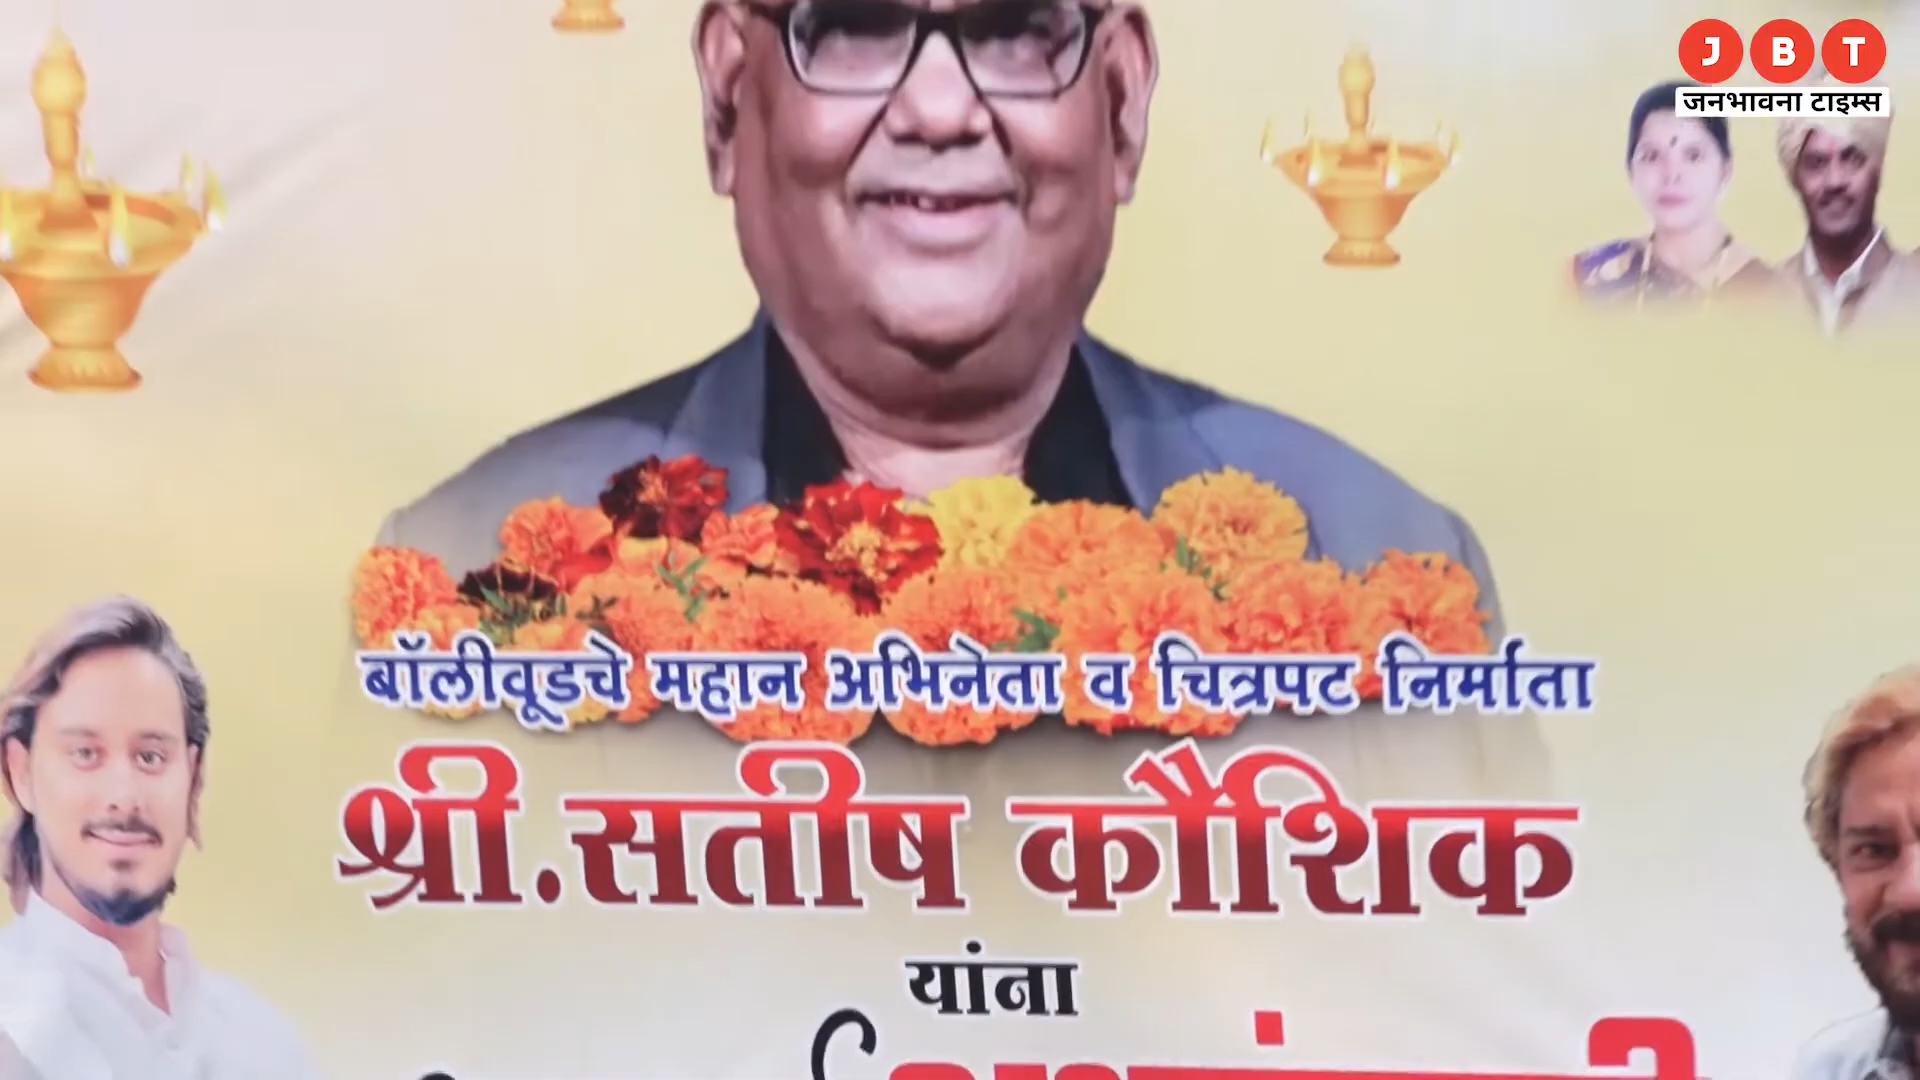 J B T
जनभावना टाइम्स
बॉलीवूडचे महान अभिनेता व चित्रपट निर्माता
श्री.सतीष कौशिक
यांना